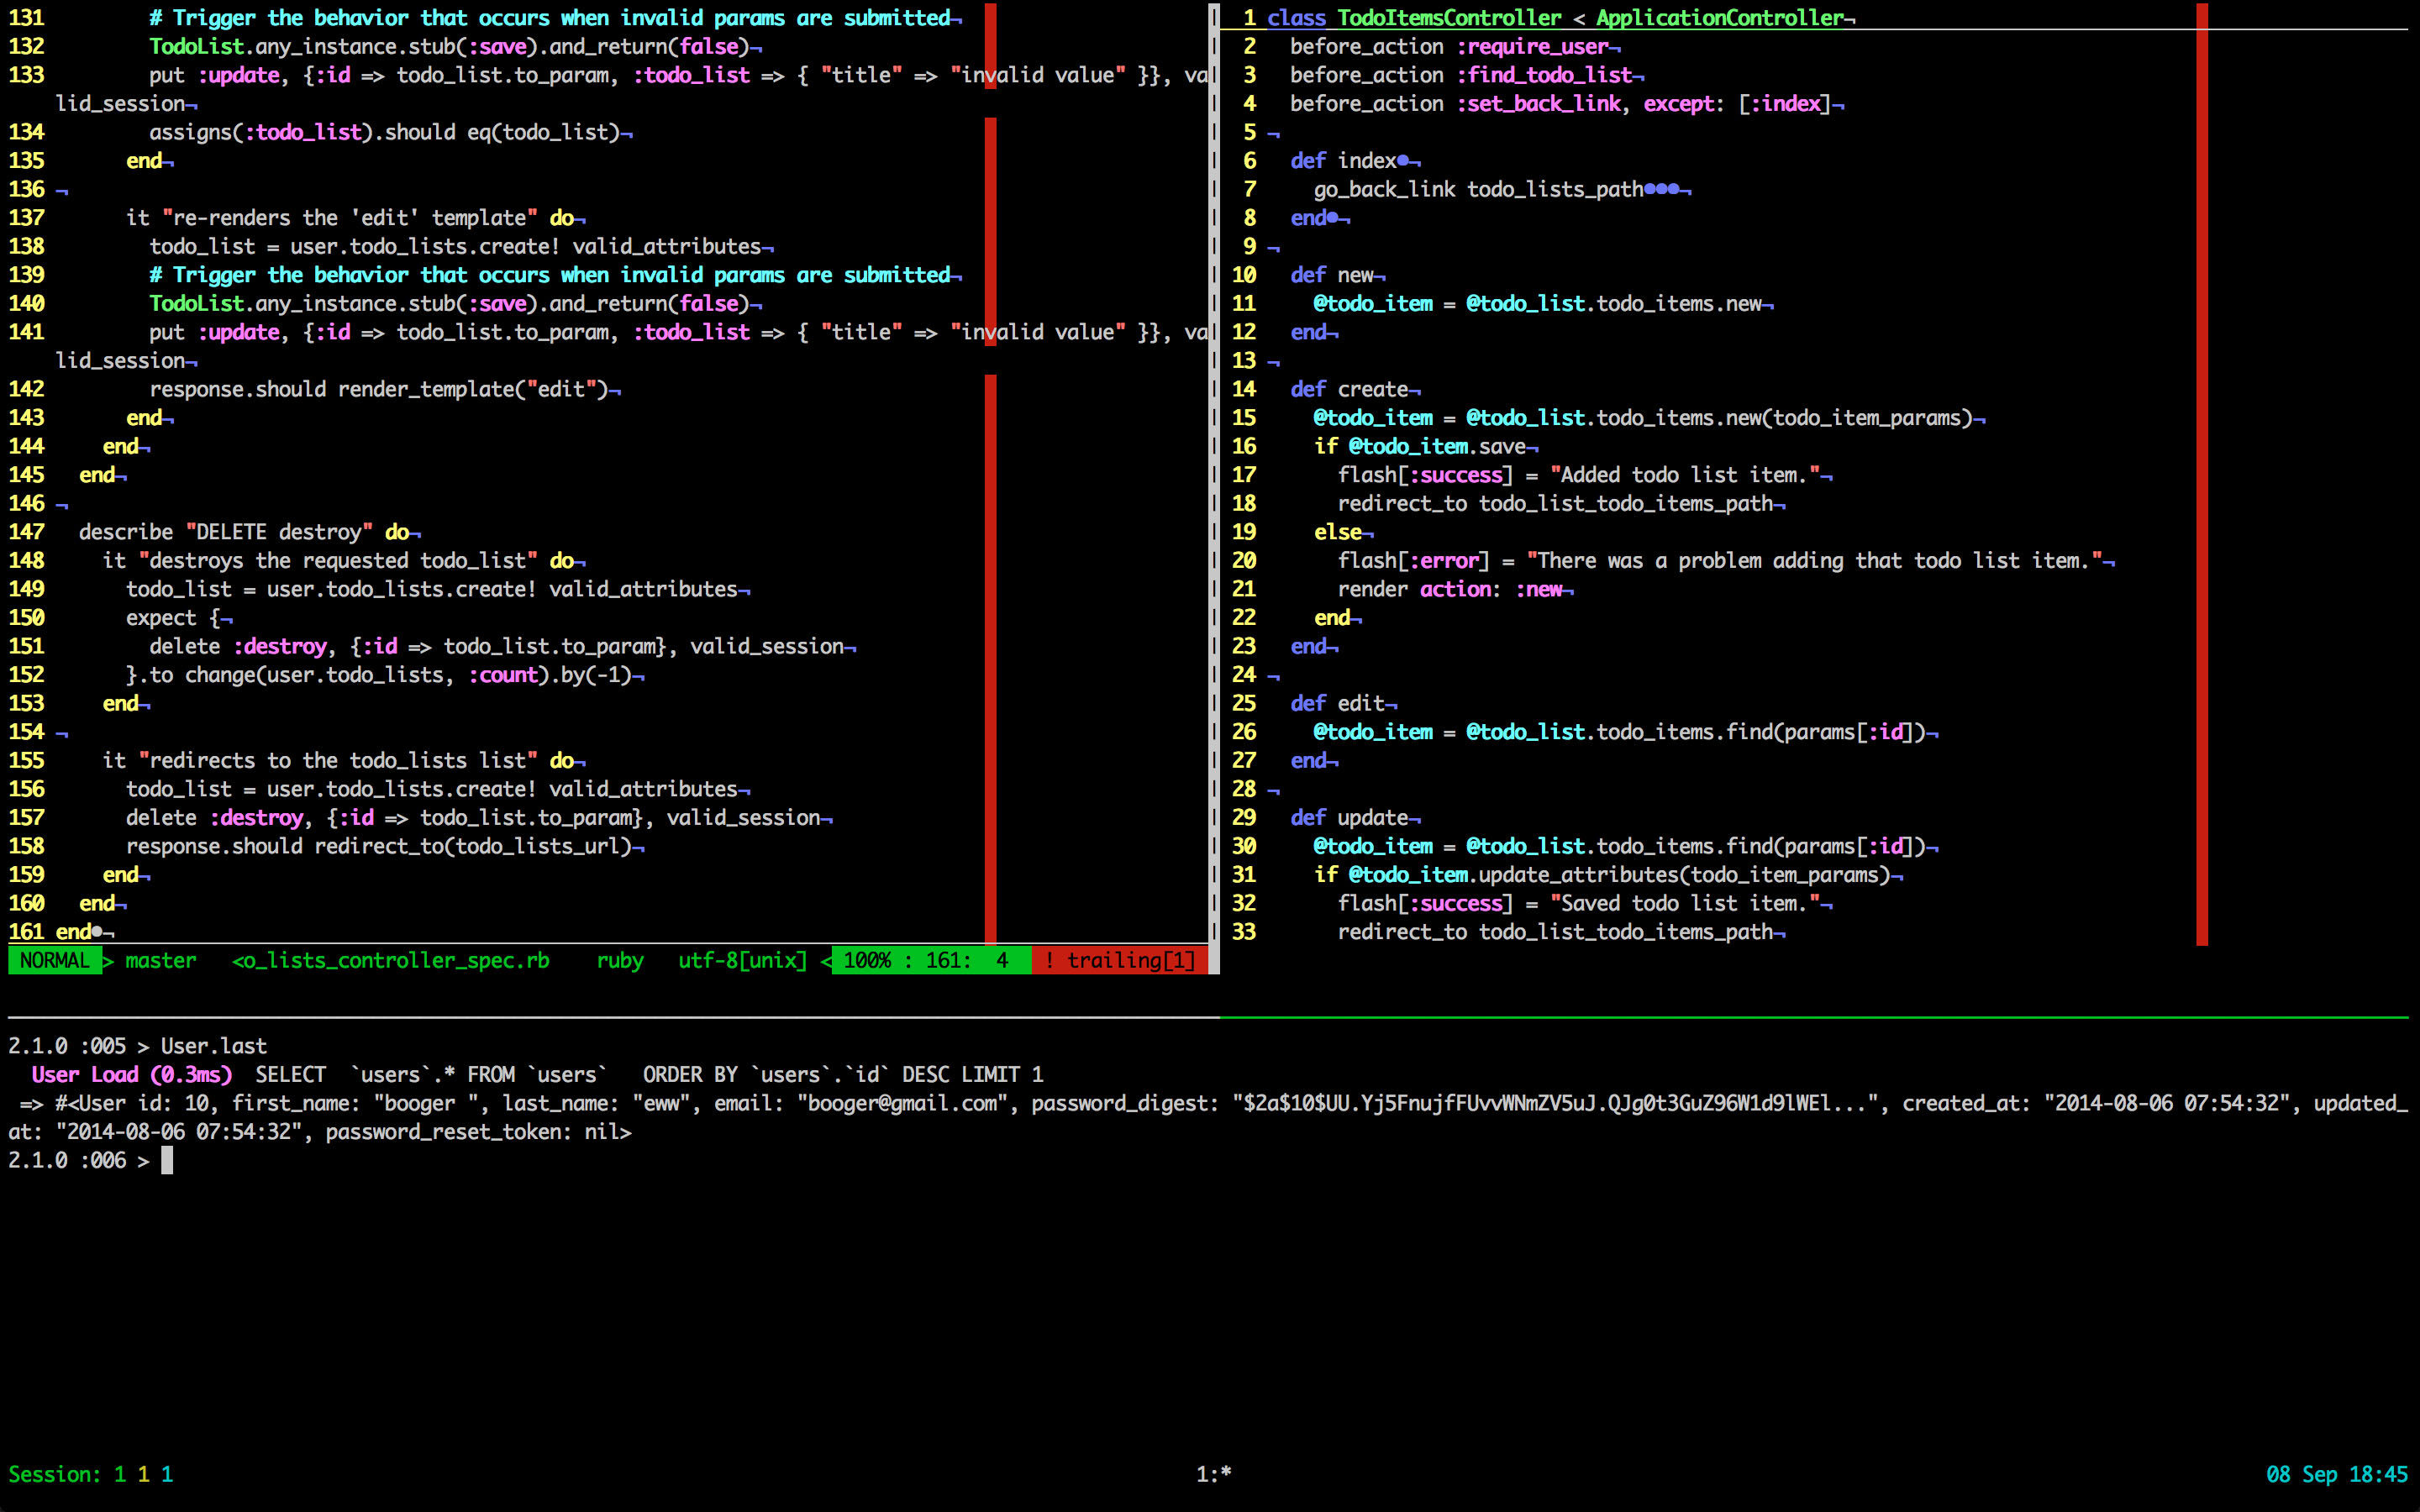 131         # Trigger the behavior that occurs when invalid params are submitted¬
132         TodoList.any_instance.stub(:save).and_return(false)¬
133         put :update, {:id => todo_list.to_param, :todo_list => { "title" => "invalid value" }}, va
    lid_session¬
134         assigns(:todo_list).should eq(todo_list)¬
135       end¬
136 ¬
137       it "re-renders the 'edit' template" do¬
138         todo_list = user.todo_lists.create! valid_attributes¬
139         # Trigger the behavior that occurs when invalid params are submitted¬
140         TodoList.any_instance.stub(:save).and_return(false)¬
141         put :update, {:id => todo_list.to_param, :todo_list => { "title" => "invalid value" }}, va
    lid_session¬
142         response.should render_template("edit")¬
143       end¬
144     end¬
145   end¬
146 ¬
147   describe "DELETE destroy" do¬
148     it "destroys the requested todo_list" do¬
149       todo_list = user.todo_lists.create! valid_attributes¬
150       expect {¬
151         delete :destroy, {:id => todo_list.to_param}, valid_session¬
152       }.to change(user.todo_lists, :count).by(-1)¬
153     end¬
154 ¬
155     it "redirects to the todo_lists list" do¬
156       todo_list = user.todo_lists.create! valid_attributes¬
157       delete :destroy, {:id => todo_list.to_param}, valid_session¬
158       response.should redirect_to(todo_lists_url)¬
159     end¬
160   end¬
161 end•¬
NORMAL > master   <o_lists_controller_spec.rb    ruby   utf-8[unix] < 100% : 161:  4  ! trailing[1]
1 class TodoItemsController < ApplicationController¬
2   before_action :require_user¬
3   before_action :find_todo_list¬
4   before_action :set_back_link, except: [:index]¬
5 ¬
6   def index•¬
7     go_back_link todo_lists_path•••¬
8   end•¬
9 ¬
10   def new¬
11     @todo_item = @todo_list.todo_items.new¬
12   end¬
13 ¬
14   def create¬
15     @todo_item = @todo_list.todo_items.new(todo_item_params)¬
16     if @todo_item.save¬
17       flash[:success] = "Added todo list item."¬
18       redirect_to todo_list_todo_items_path¬
19     else¬
20       flash[:error] = "There was a problem adding that todo list item."¬
21       render action: :new¬
22     end¬
23   end¬
24 ¬
25   def edit¬
26     @todo_item = @todo_list.todo_items.find(params[:id])¬
27   end¬
28 ¬
29   def update¬
30     @todo_item = @todo_list.todo_items.find(params[:id])¬
31     if @todo_item.update_attributes(todo_item_params)¬
32       flash[:success] = "Saved todo list item."¬
33       redirect_to todo_list_todo_items_path¬
2.1.0 :005 > User.last
  User Load (0.3ms)  SELECT  `users`.* FROM `users`   ORDER BY `users`.`id` DESC LIMIT 1
 => #<User id: 10, first_name: "booger ", last_name: "eww", email: "booger@gmail.com", password_digest: "$2a$10$UU.Yj5FnujfFUvvWNmZV5uJ.QJg0t3GuZ96W1d9lWEl...", created_at: "2014-08-06 07:54:32", updated_
at: "2014-08-06 07:54:32", password_reset_token: nil>
2.1.0 :006 >
Session: 1 1 1
1:*
08 Sep 18:45